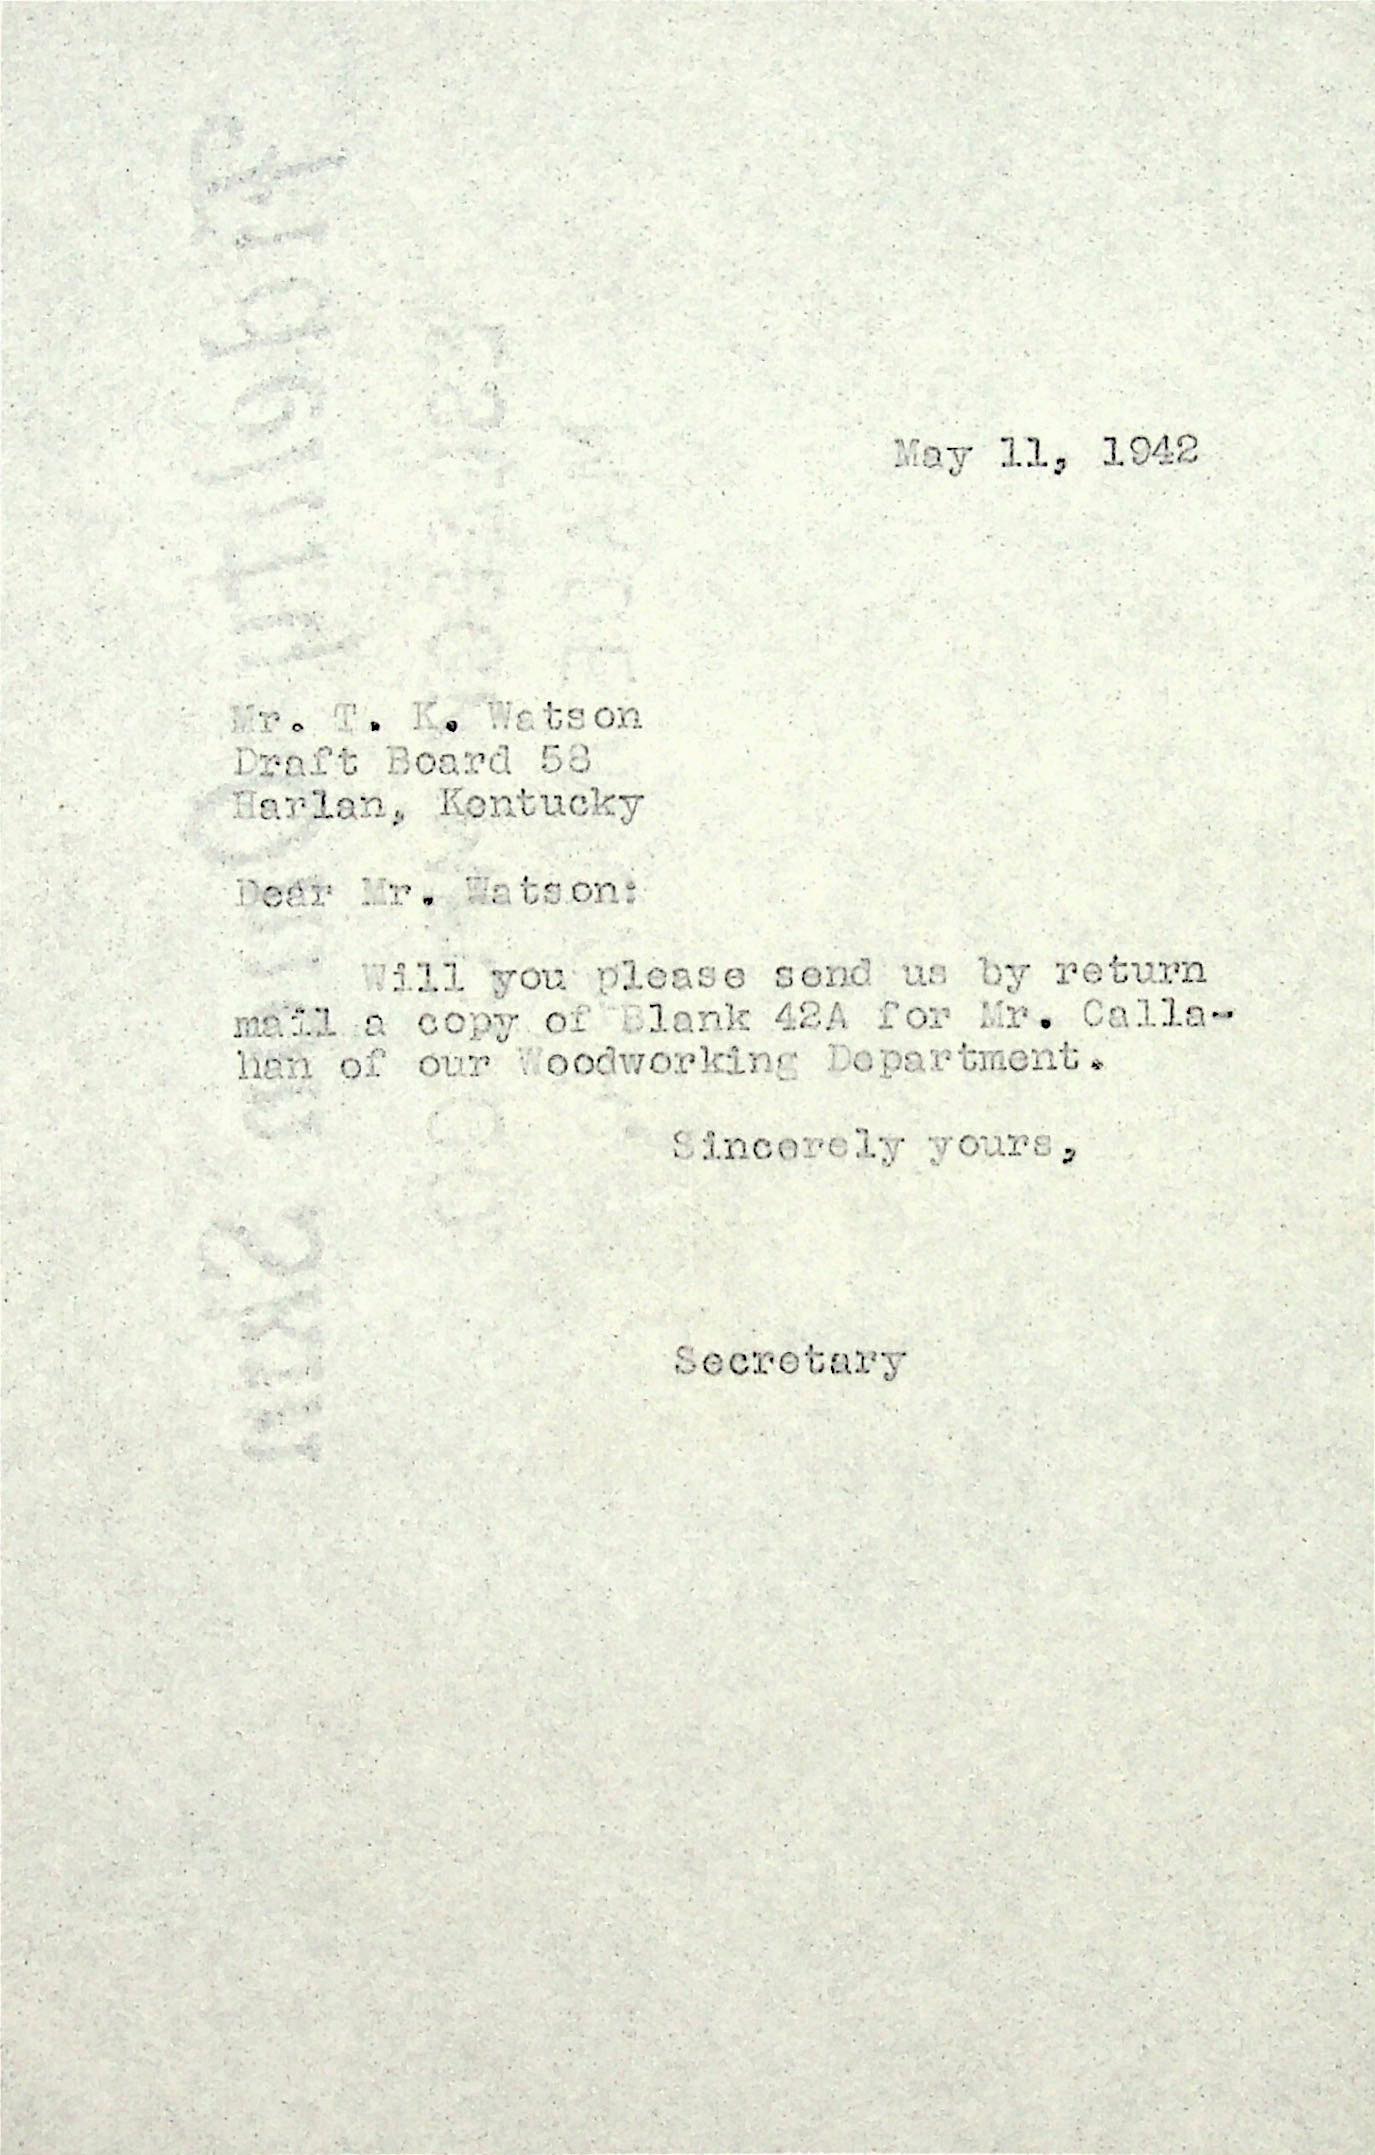 May 11, 1942
Mr. T. K. Watson
Draft Board 58
Harlan, Kentucky
Dear Mr. Watson:
Will you please send us by return
mail a copy of Blank 42A for Mr. Calla-
han of our Woodworking Department.
Sincerely yours,
Secretary